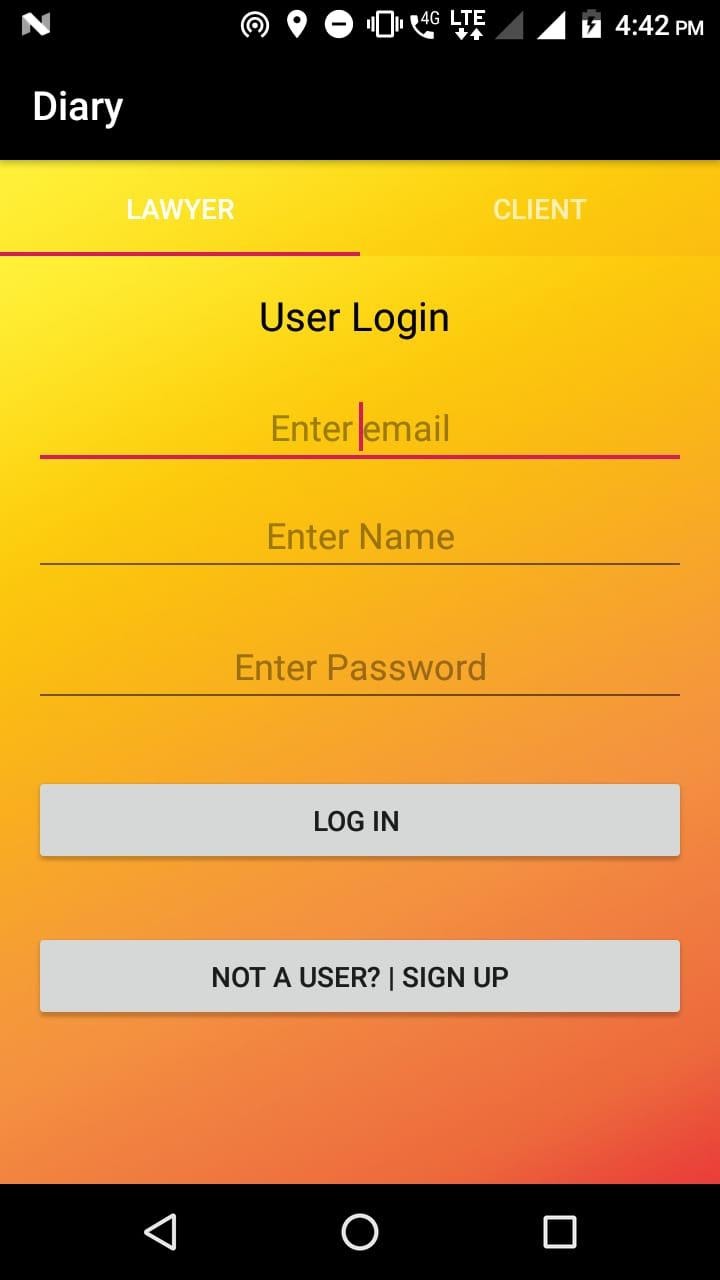 4G LTE 4:42 PM
Diary
LAWYER CLIENT
User Login
Enter email
Enter Name
Enter Password
LOG IN
NOT A USER? | SIGN UP